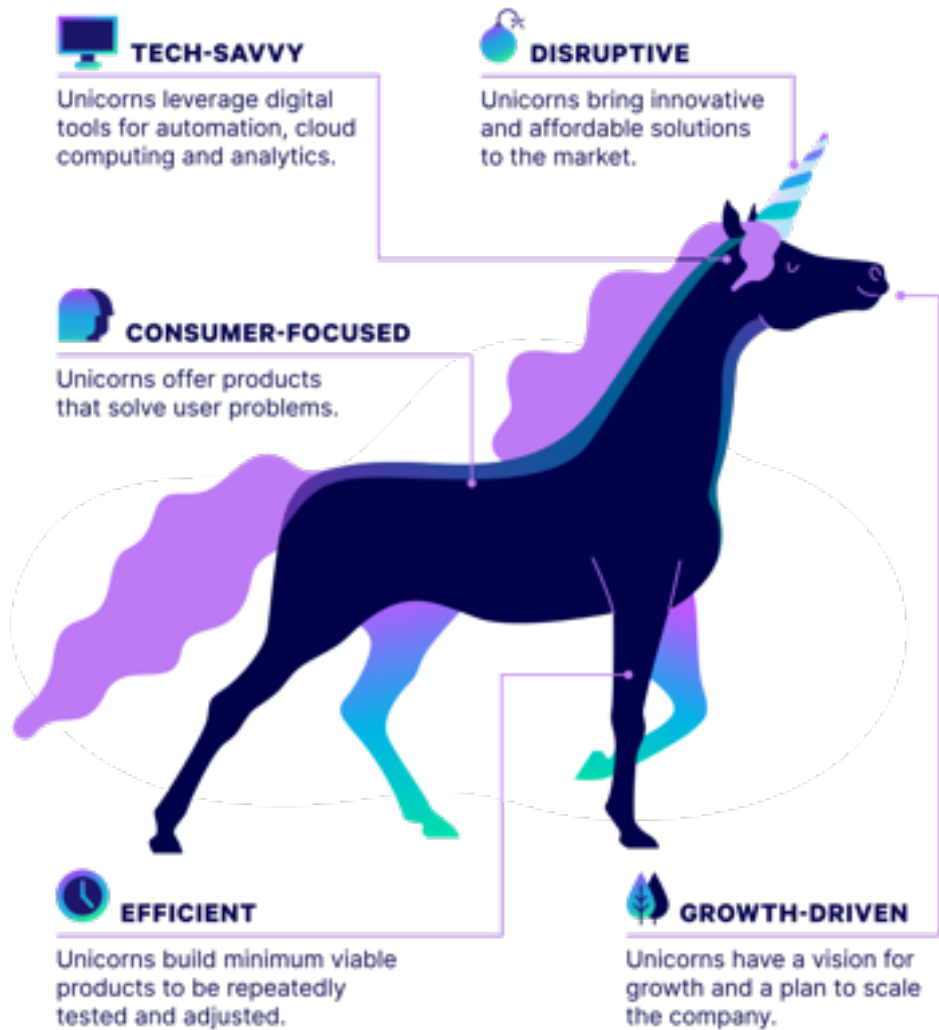 TECH-SAVVY
Unicorns leverage digital
tools for automation, cloud
computing and analytics.
DISRUPTIVE
Unicorns bring innovative
and affordable solutions
to the market.
CONSUMER-FOCUSED
Unicorns offer products
that solve user problems.
EFFICIENT
Unicorns build minimum viable
products to be repeatedly
tested and adjusted.
GROWTH-DRIVEN
Unicorns have a vision for
growth and a plan to scale
the company.